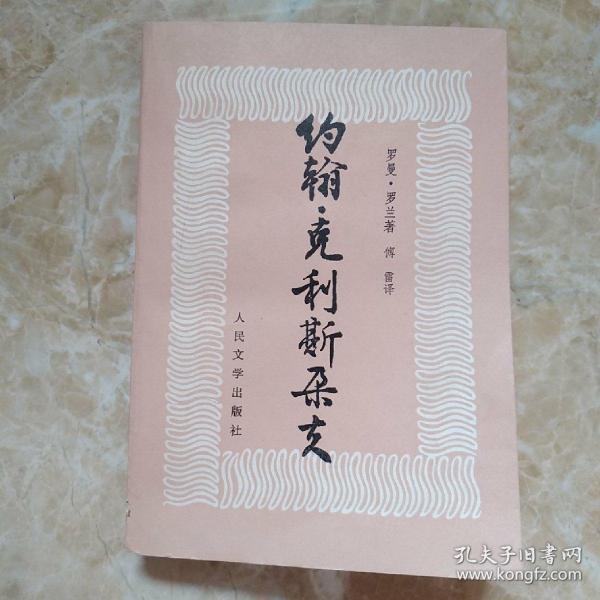 罗曼·罗兰著 傅雷译
约翰·克利斯朵夫
人民文学出版社
孔夫子旧书网
www.kongfz.com